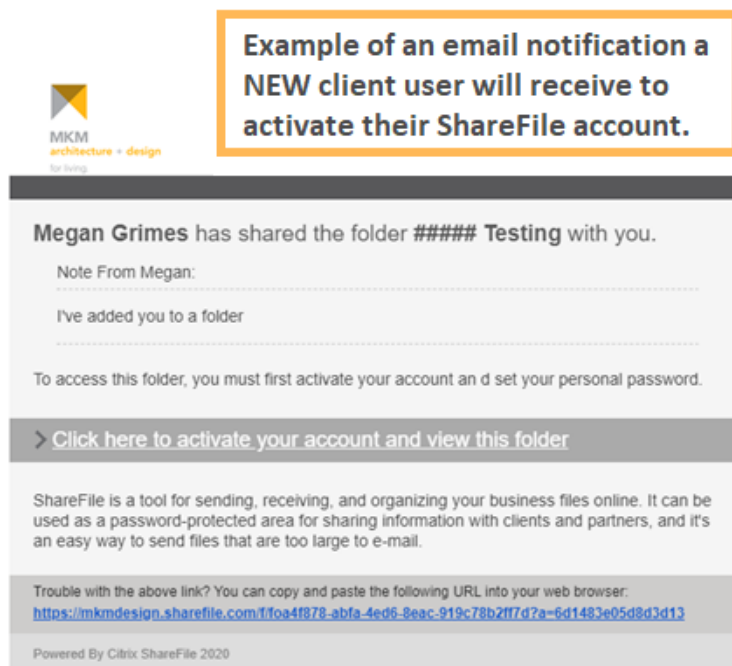 Example of an email notification a
NEW client user will receive to
activate their ShareFile account.
MKM
architecture + design
for living.
Megan Grimes has shared the folder ##### Testing with you.
Note From Megan:
I've added you to a folder
To access this folder, you must first activate your account an d set your personal password.
> Click here to activate your account and view this folder
ShareFile is a tool for sending, receiving, and organizing your business files online. It can be
used as a password-protected area for sharing information with clients and partners, and it's
an easy way to send files that are too large to e-mail.
Trouble with the above link? You can copy and paste the following URL into your web browser:
https://mkmdesign.sharefile.com/f/foa4f878-abfa-4ed6-8eac-919c78b2ff7d?a=6d1483e05d8d3d13
Powered By Citrix ShareFile 2020